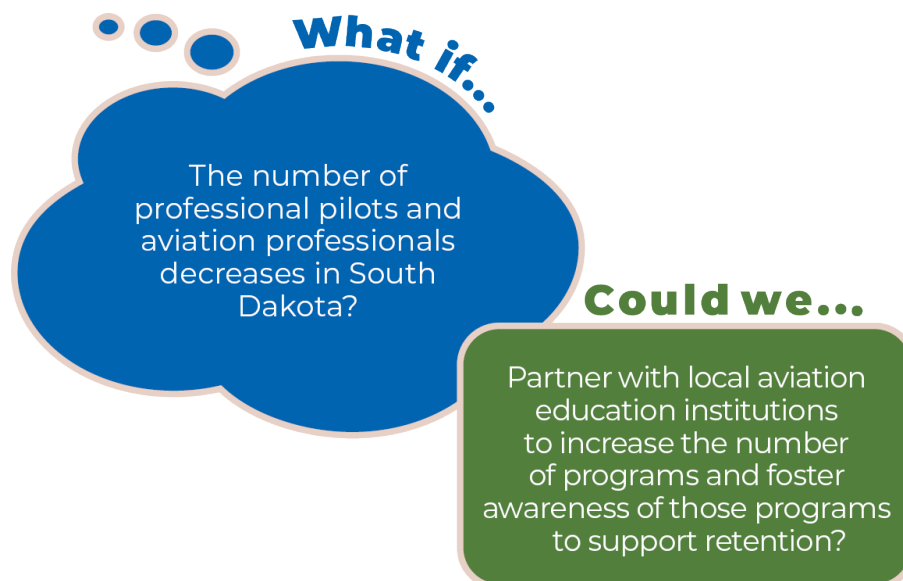 What if...
The number of
professional pilots and
aviation professionals
decreases in South
Dakota?
Could we...
Partner with local aviation
education institutions
to increase the number
of programs and foster
awareness of those programs
to support retention?